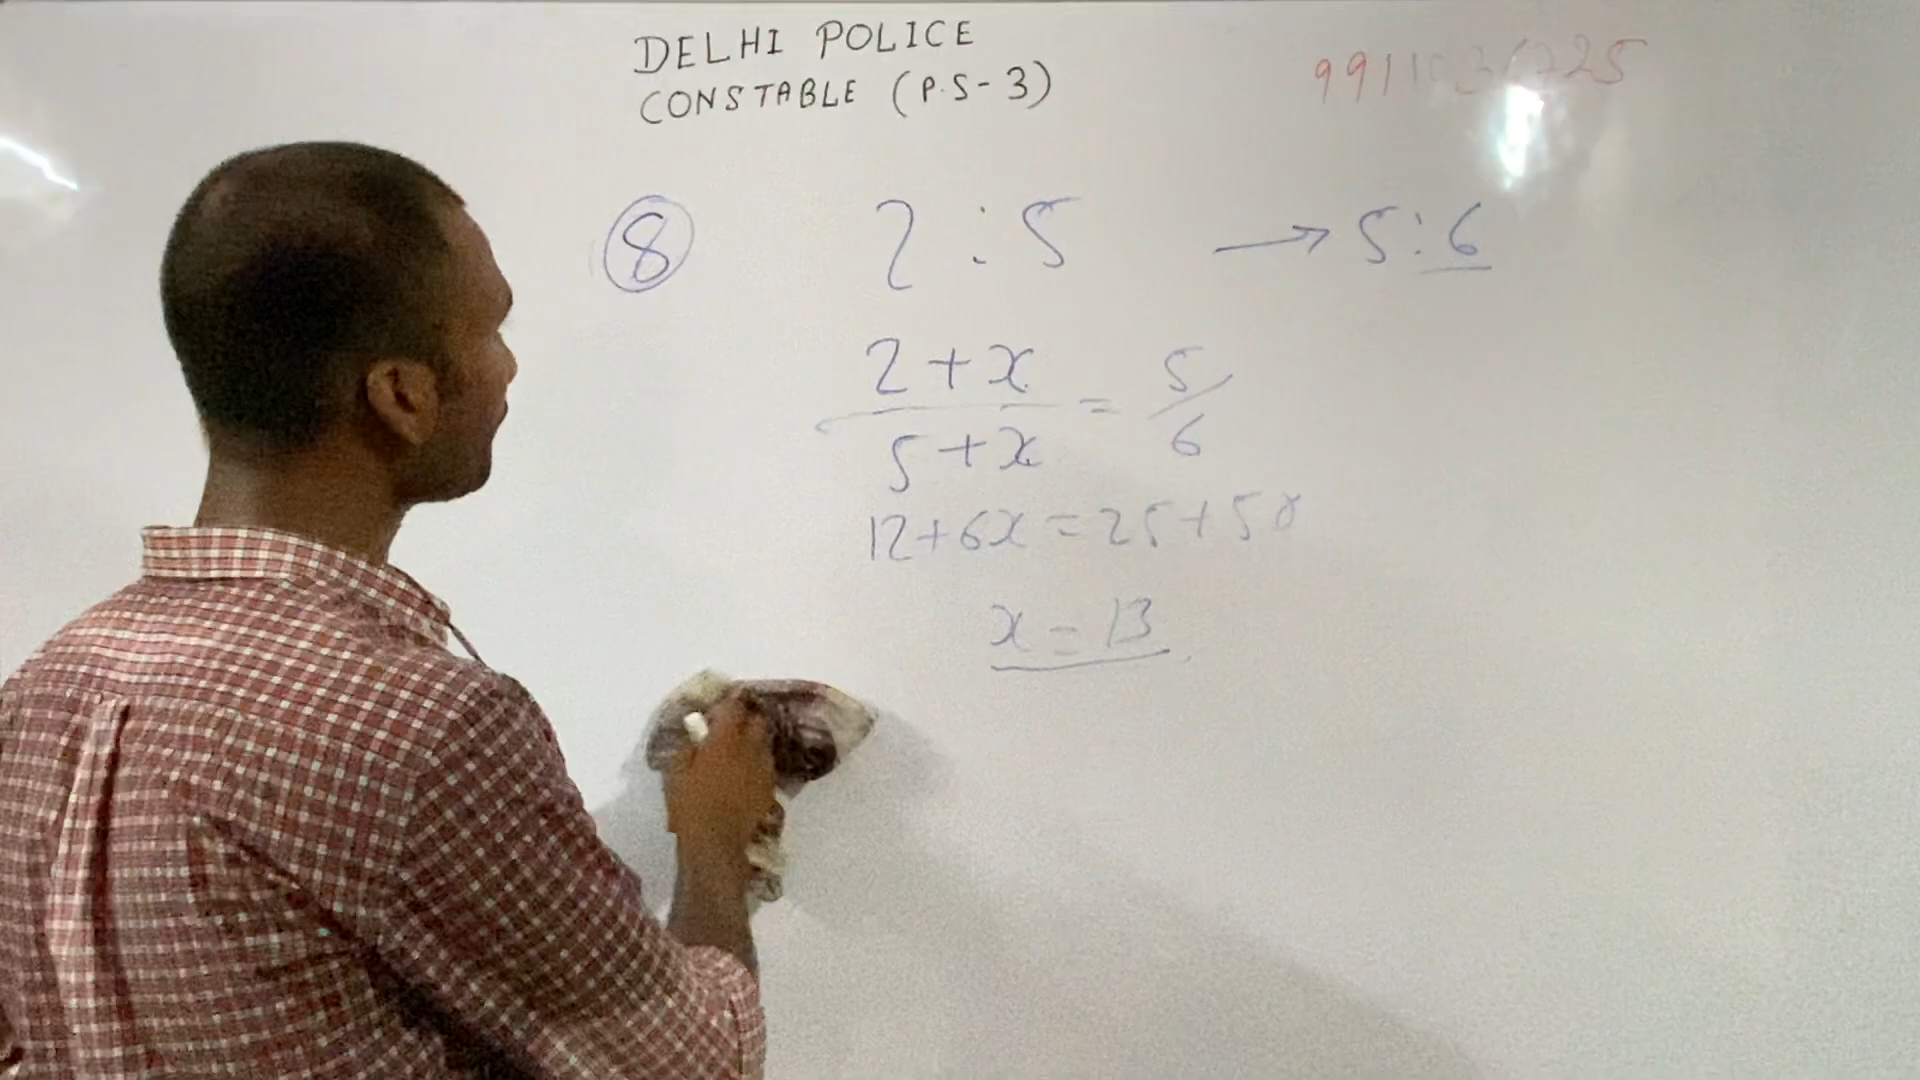 DELHI POLICE
CONSTABLE (P.S-3)
8 2 : 5 → 5:6
2+x / 5+x = 5/6
12+6x = 25+5x
x = 13